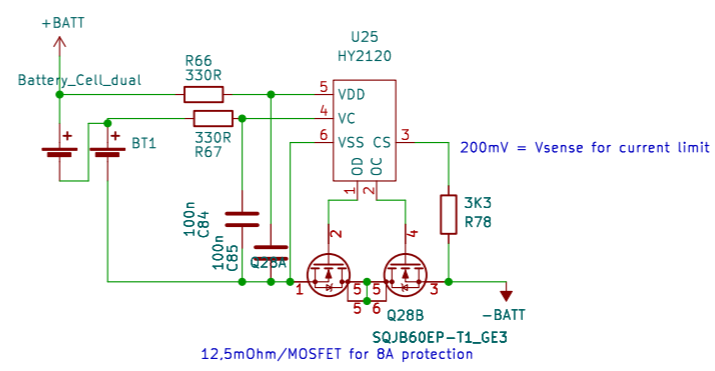 +BATT
U25
HY2120
R66
330R
Battery_Cell_dual
5
VDD
4
VC
330R
R67
6
VSS
CS
3
OD
OC
1
2
+
+
BT1
200mV = Vsense for current limit
3K3
R78
100n
C84
100n
C85
Q28A
2
4
1
5
5
3
5
6
Q28B
-BATT
SQJB60EP-T1_GE3
12,5mOhm/MOSFET for 8A protection